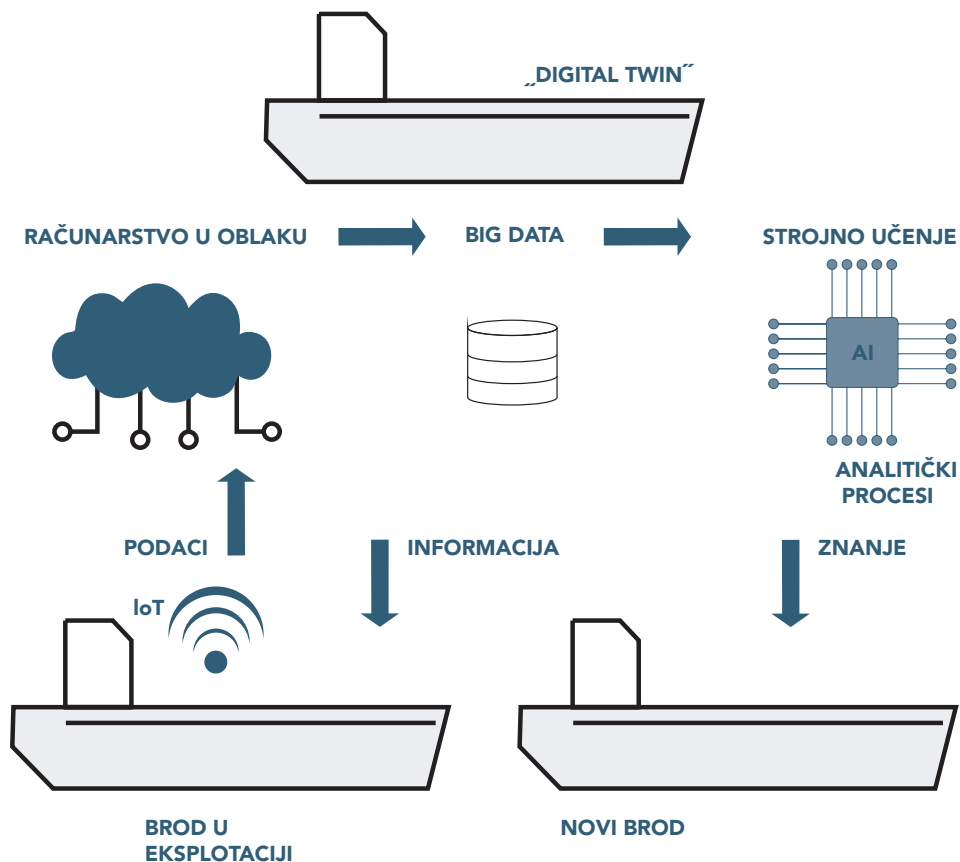 „DIGITAL TWIN˝
RAČUNARSTVO U OBLAKU
BIG DATA
STROJNO UČENJE
AI
ANALITIČKI
PROCESI
PODACI
INFORMACIJA
ZNANJE
IoT
BROD U
EKSPLOTACIJI
NOVI BROD